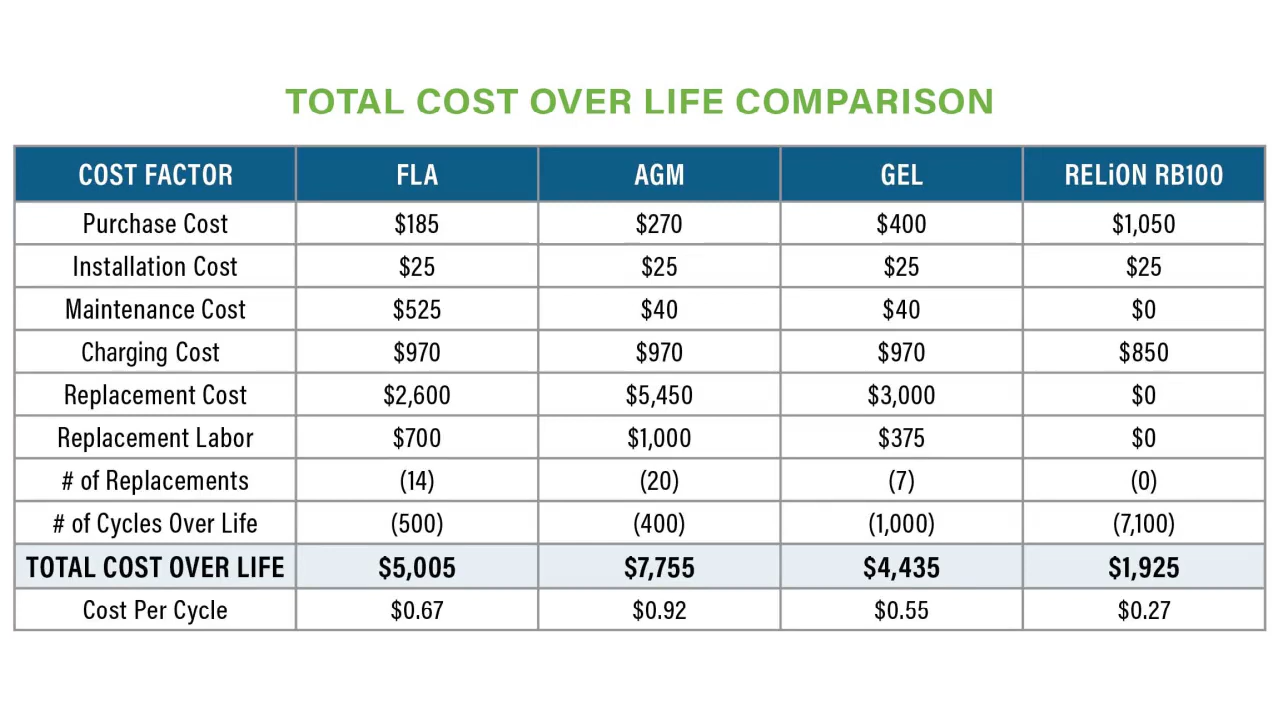 TOTAL COST OVER LIFE COMPARISON
COST FACTOR FLA AGM GEL RELiON RB100
Purchase Cost $185 $270 $400 $1,050
Installation Cost $25 $25 $25 $25
Maintenance Cost $525 $40 $40 $0
Charging Cost $970 $970 $970 $850
Replacement Cost $2,600 $5,450 $3,000 $0
Replacement Labor $700 $1,000 $375 $0
# of Replacements (14) (20) (7) (0)
# of Cycles Over Life (500) (400) (1,000) (7,100)
TOTAL COST OVER LIFE $5,005 $7,755 $4,435 $1,925
Cost Per Cycle $0.67 $0.92 $0.55 $0.27